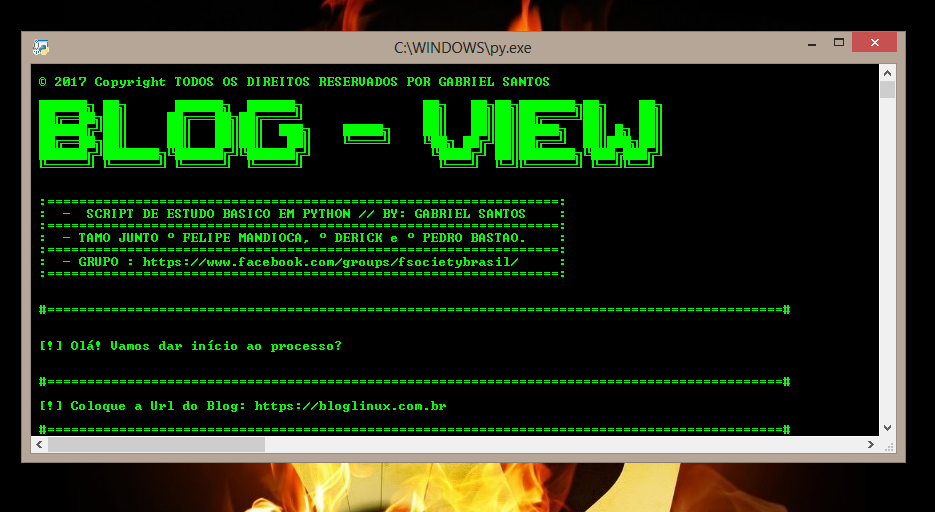 C:\WINDOWS\py.exe
© 2017 Copyright TODOS OS DIREITOS RESERVADOS POR GABRIEL SANTOS
BLOG - VIEW
:================================================================:
:  -  SCRIPT DE ESTUDO BASICO EM PYTHON // BY: GABRIEL SANTOS    :
:================================================================:
:  - TAMO JUNTO º FELIPE MANDIOCA, º DERICK e º PEDRO BASTAO.    :
:================================================================:
:  - GRUPO : https://www.facebook.com/groups/fsocietybrasil/     :
:================================================================:
#============================================================================================#
[!] Olá! Vamos dar início ao processo?
#============================================================================================#
[!] Coloque a Url do Blog: https://bloglinux.com.br
#============================================================================================#